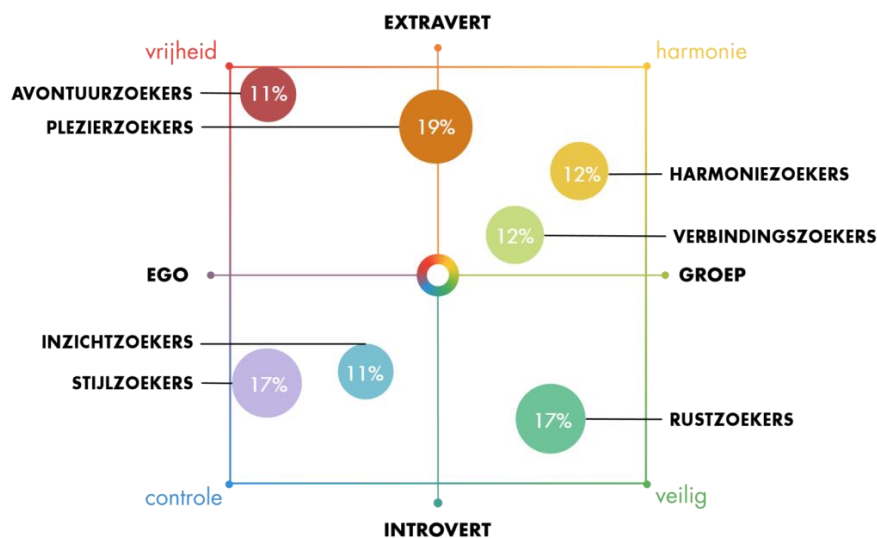 EXTRAVERT
vrijheid
harmonie
AVONTUURZOEKERS
11%
PLEZIERZOEKERS
19%
12%
HARMONIEZOEKERS
12%
VERBINDINGSZOEKERS
EGO
GROEP
INZICHTZOEKERS
11%
STIJLZOEKERS
17%
17%
RUSTZOEKERS
controle
veilig
INTROVERT